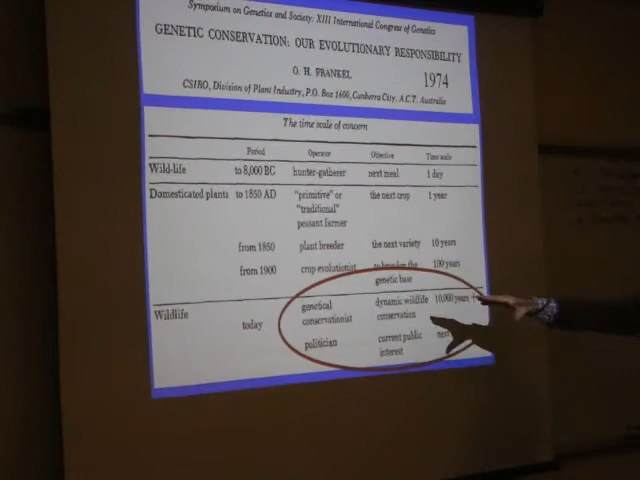 Symposium on Genetics and Society. XIII International Congress of Genetics
GENETIC CONSERVATION: OUR EVOLUTIONARY RESPONSIBILITY
O. H. FRANKEL 1974
CSIRO, Division of Plant Industry, P.O. Box 1600, Canberra City. A.C.T. Australia
The time scale of concern
Period Operator Objective Time scale
Wild-life to 8,000 BC hunter-gatherer next meal 1 day
Domesticated plants to 1850 AD "primitive" or the next crop 1 year
"traditional"
peasant farmer
from 1850 plant breeder the next variety 10 years
from 1900 crop evolutionist to broaden the 100 years
genetic base
Wildlife today genetical dynamic wildlife 10,000 years +
conservationist conservation
politician current public next
interest